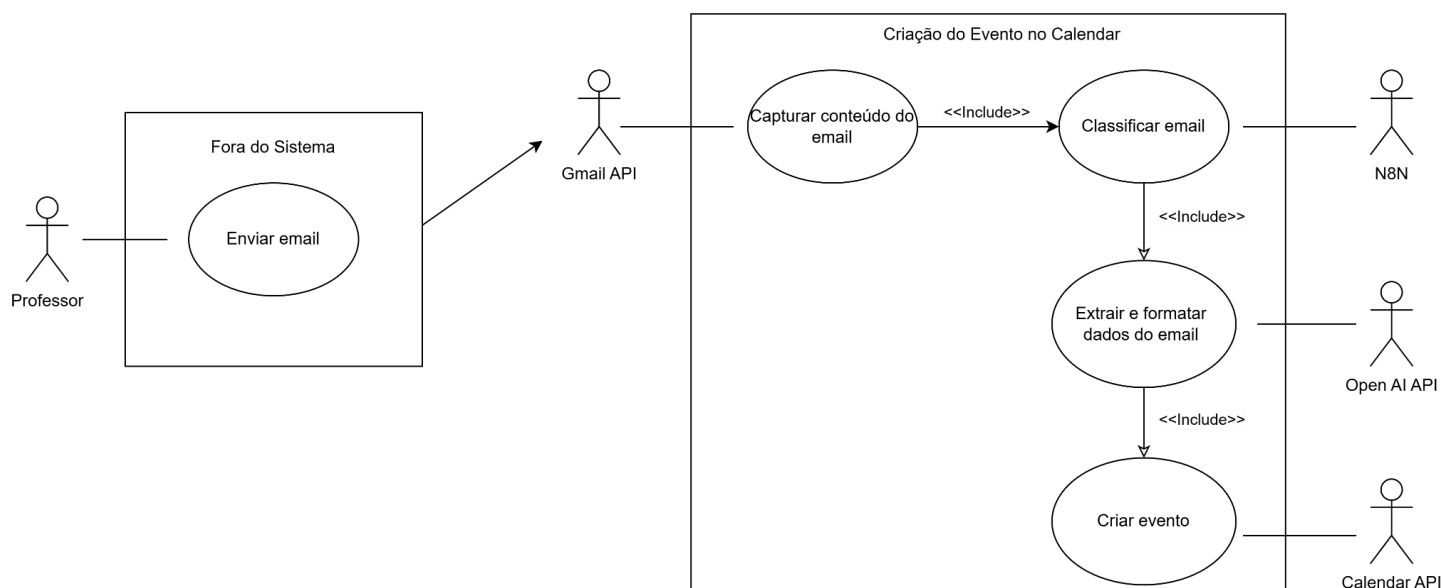 Criação do Evento no Calendar
Fora do Sistema
Enviar email
Professor
Gmail API
Capturar conteúdo do
email
<<Include>>
Classificar email
N8N
<<Include>>
Extrair e formatar
dados do email
Open AI API
<<Include>>
Criar evento
Calendar API